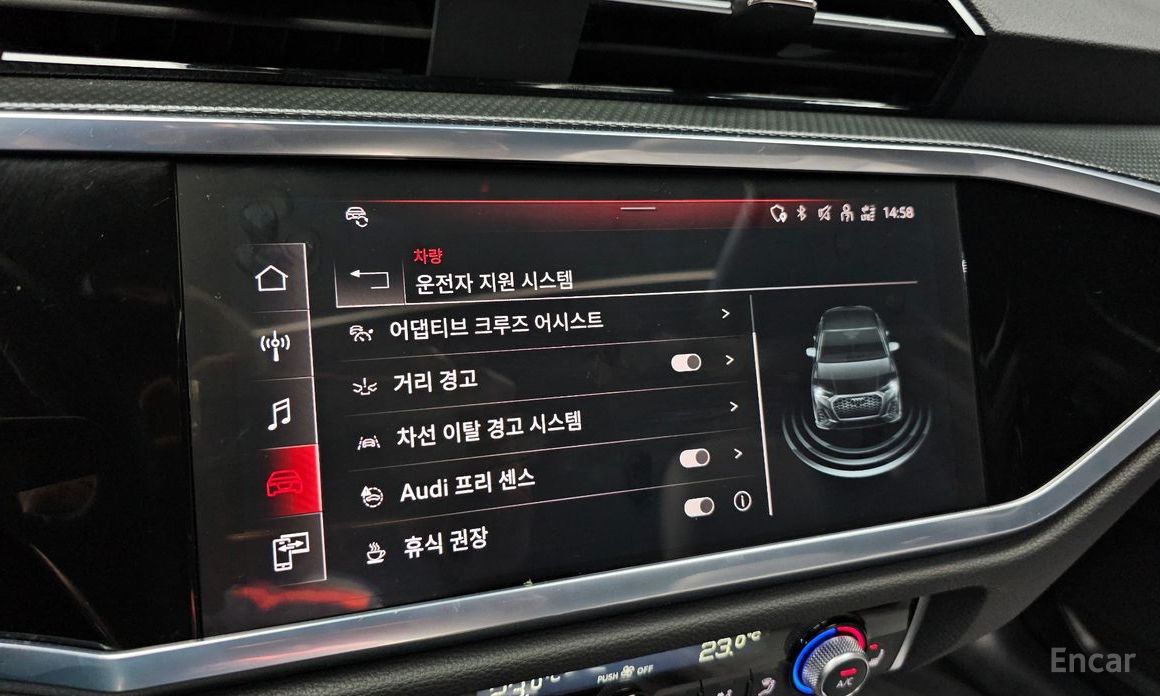 14:58
차량
운전자 지원 시스템
어댑티브 크루즈 어시스트
거리 경고
차선 이탈 경고 시스템
Audi 프리 센스
휴식 권장
23.0°C
PUSH OFF
A/C
Encar